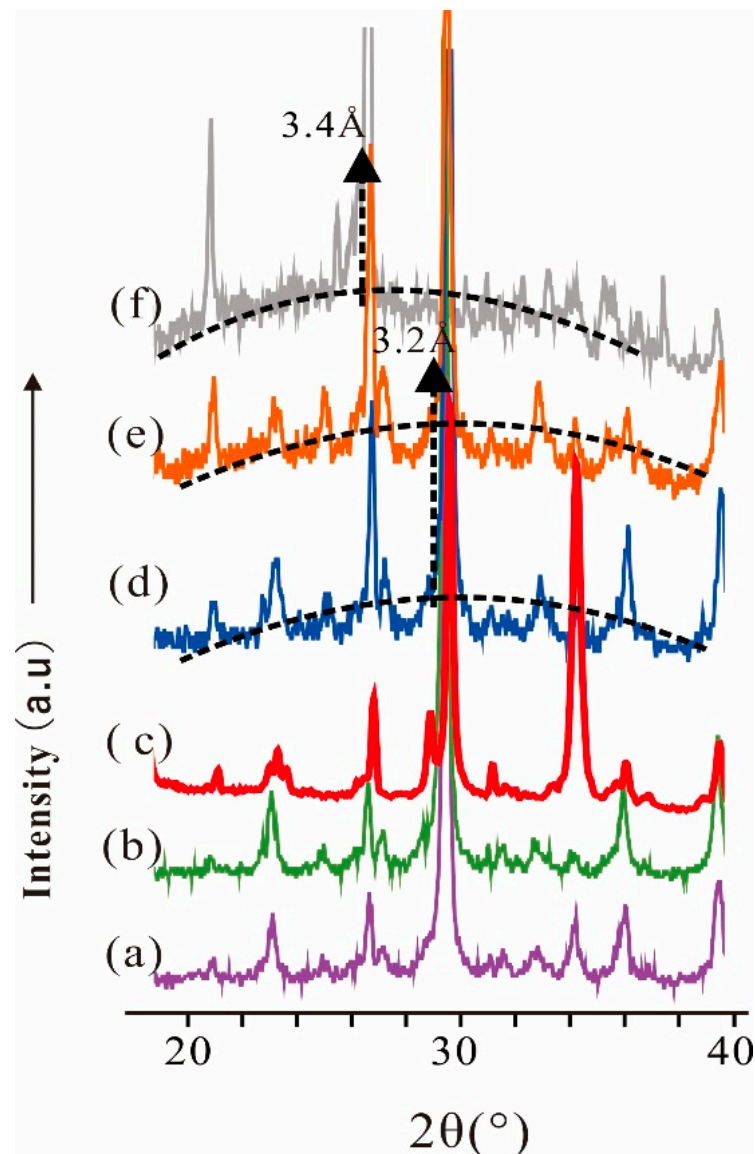 3.4Å
(f)
3.2Å
(e)
(d)
( c)
(b)
(a)
Intensity (a.u)
20 30 40
2θ(°)